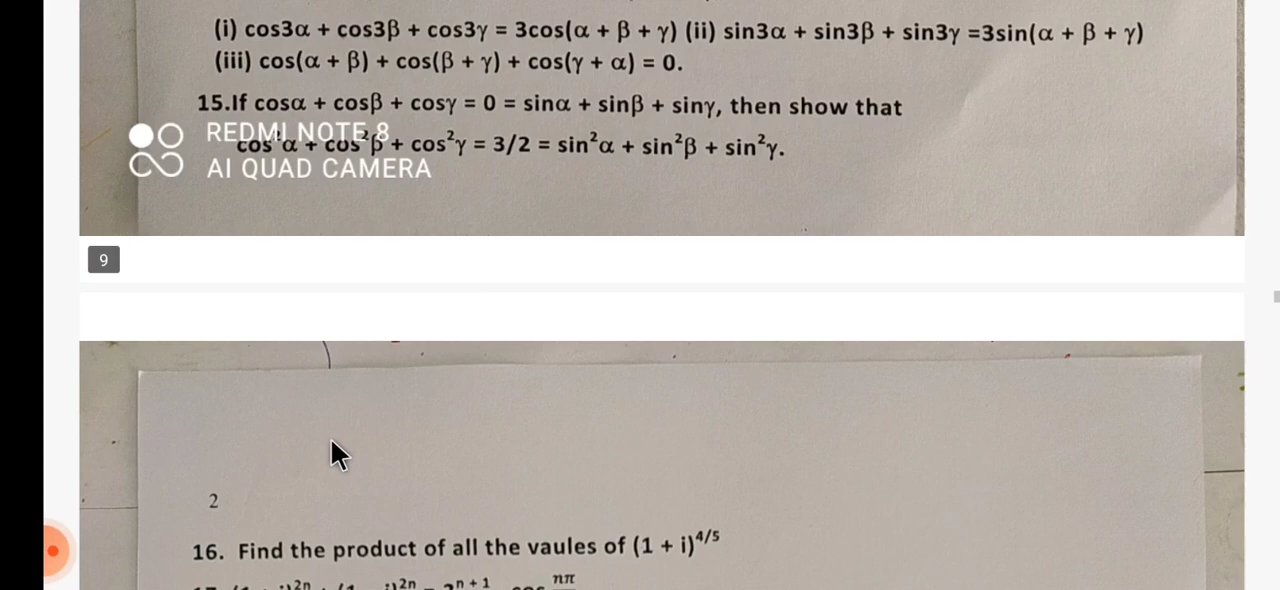 (i) cos3α + cos3β + cos3γ = 3cos(α + β + γ) (ii) sin3α + sin3β + sin3γ =3sin(α + β + γ)
(iii) cos(α + β) + cos(β + γ) + cos(γ + α) = 0.
15.If cosα + cosβ + cosγ = 0 = sinα + sinβ + sinγ, then show that
cos²α + cos²β + cos²γ = 3/2 = sin²α + sin²β + sin²γ.
REDMI NOTE 8
AI QUAD CAMERA
9
2
16. Find the product of all the vaules of (1 + i)^4/5